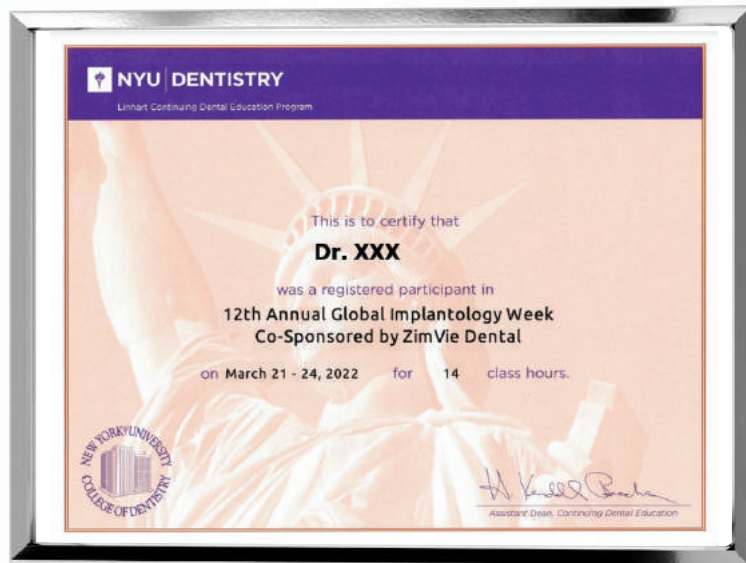 NYU DENTISTRY
Linhart Continuing Dental Education Program
This is to certify that
Dr. XXX
was a registered participant in
12th Annual Global Implantology Week
Co-Sponsored by ZimVie Dental
on March 21 - 24, 2022 for 14 class hours.
NEW YORK UNIVERSITY
COLLEGE OF DENTISTRY
Assistant Dean, Continuing Dental Education